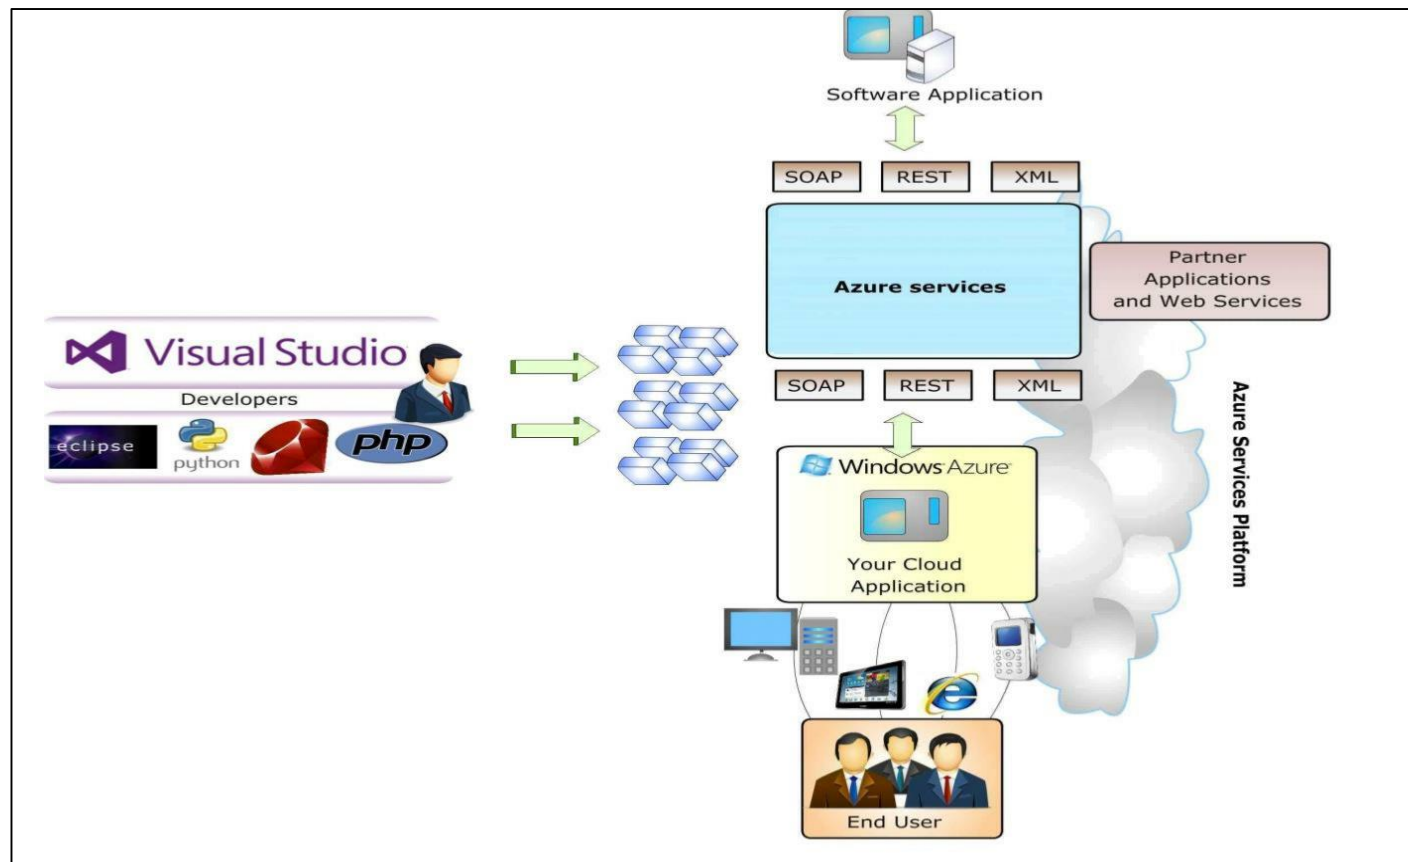 Software Application
SOAP
REST
XML
Azure services
Partner
Applications
and Web Services
Visual Studio
Developers
eclipse
python
php
SOAP
REST
XML
Windows Azure
Your Cloud
Application
Azure Services Platform
End User